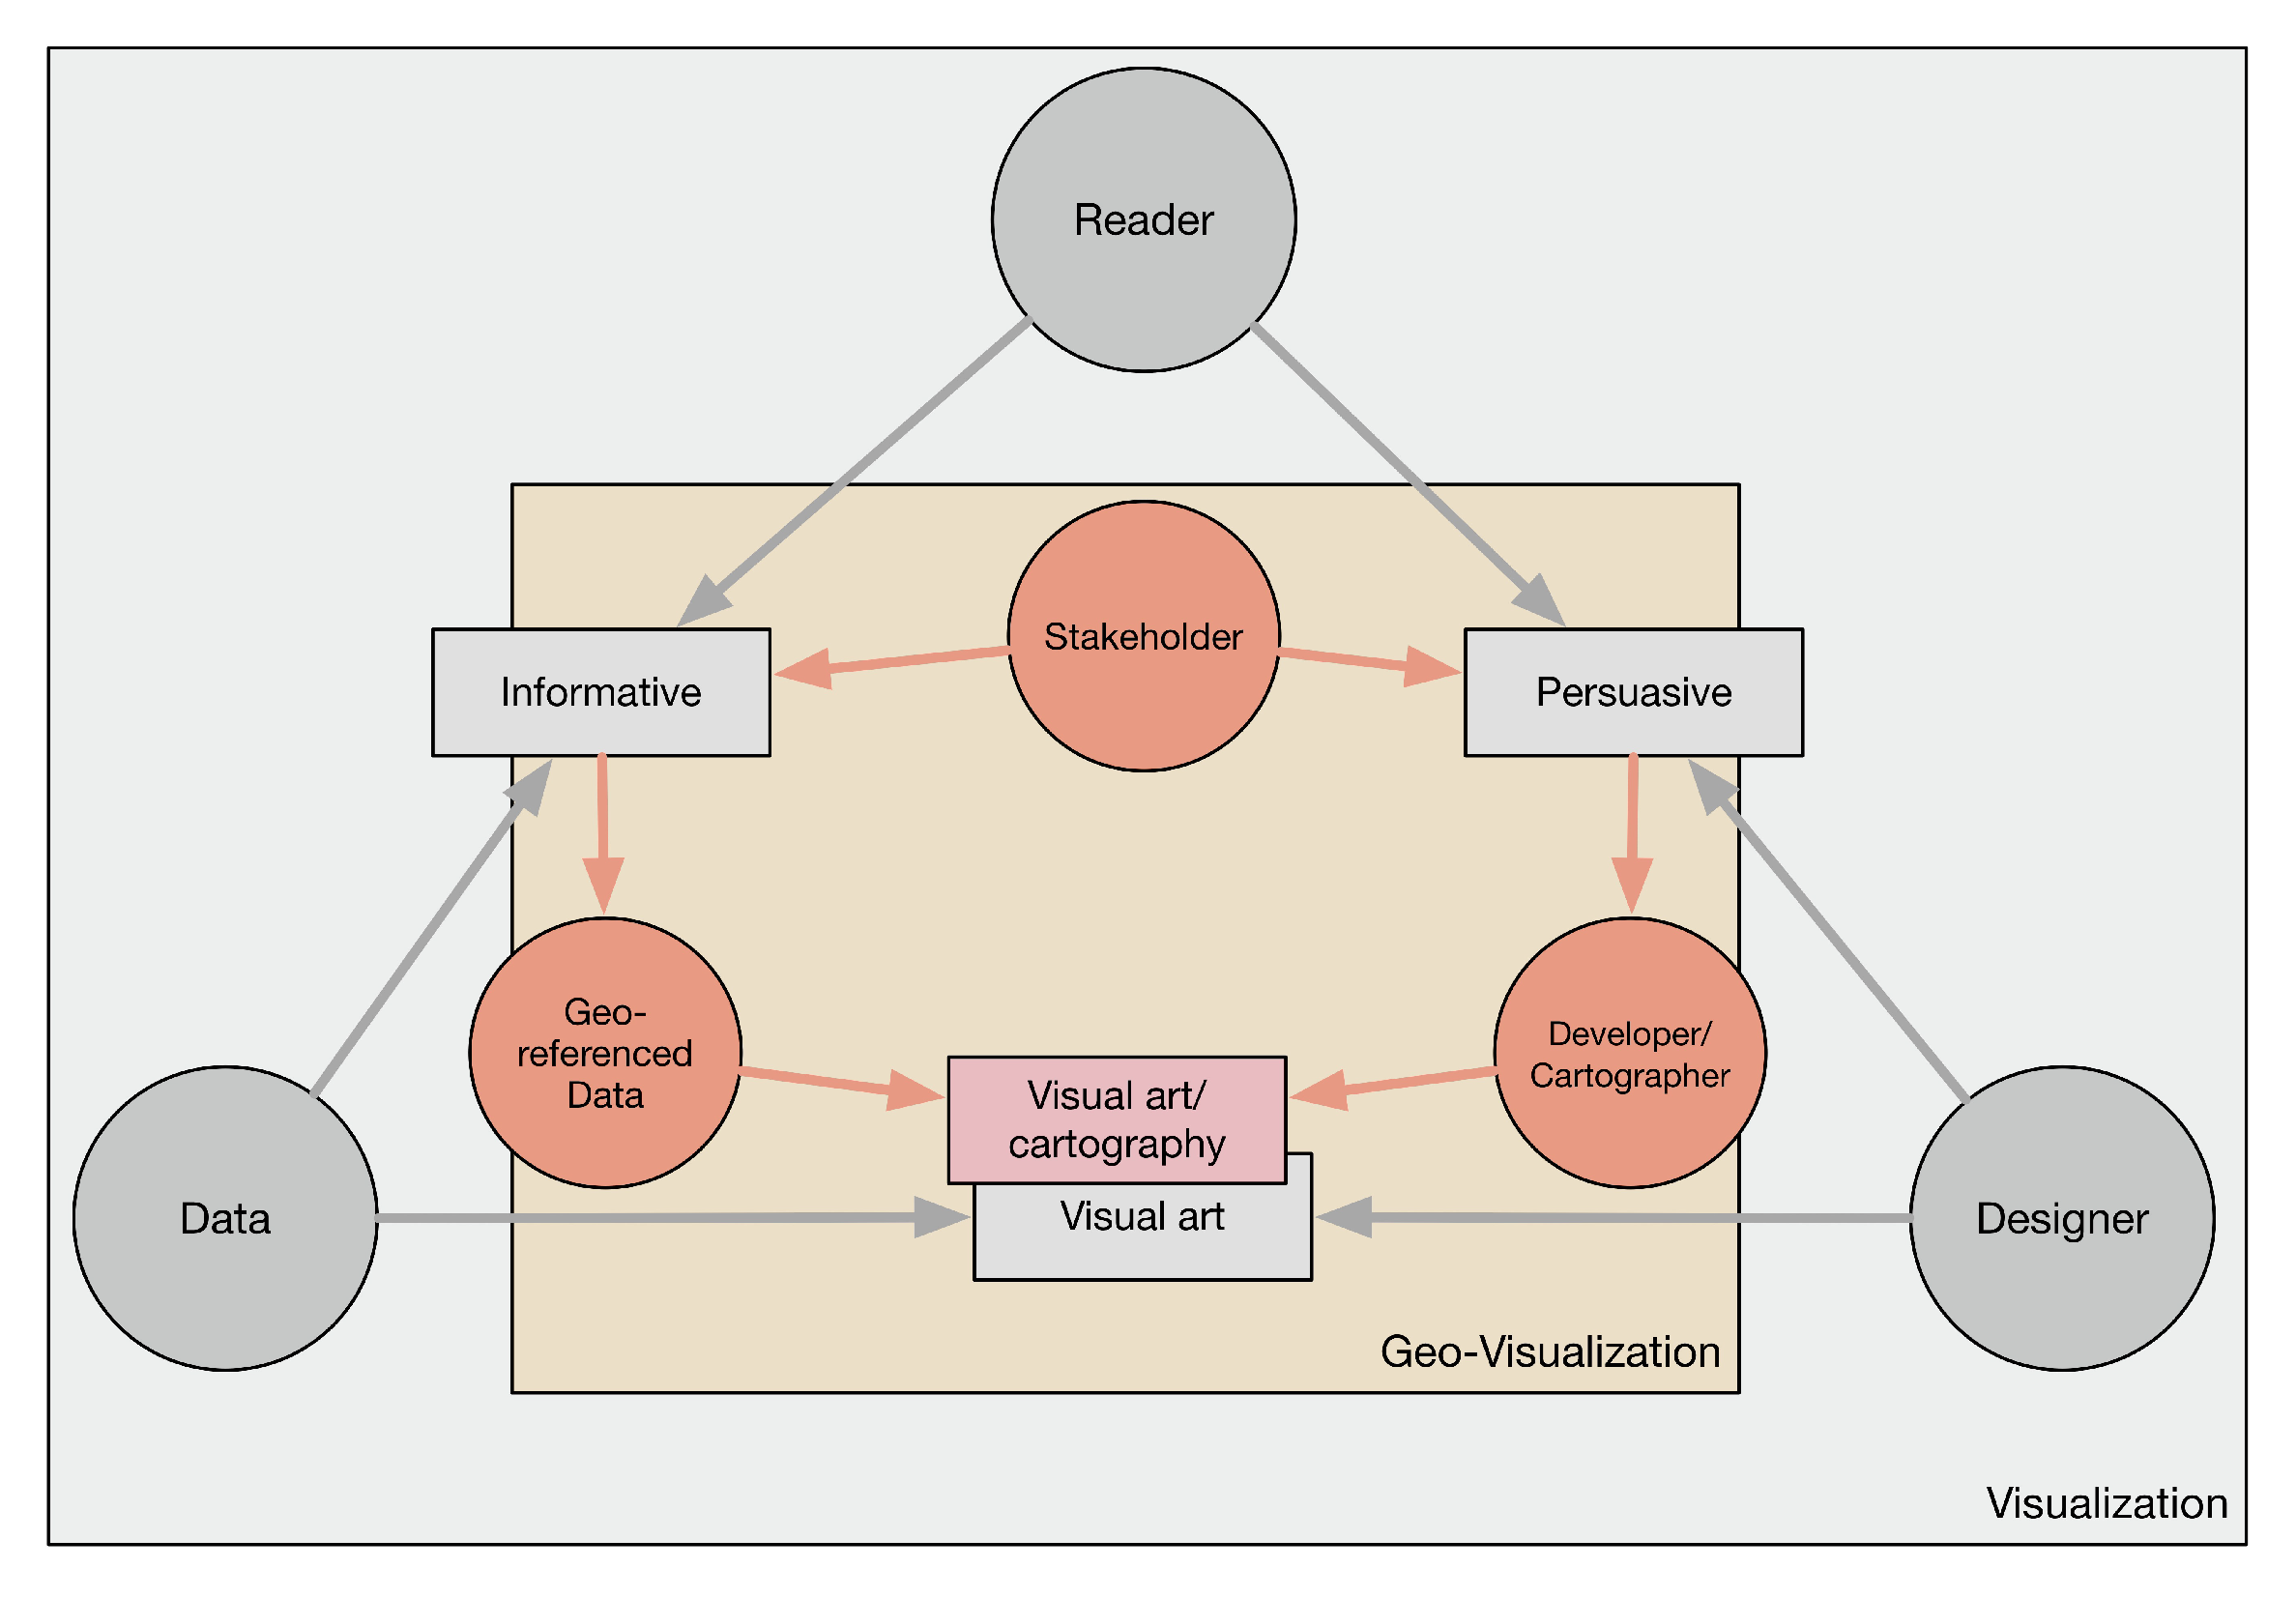 Reader
Stakeholder
Informative
Persuasive
Geo-
referenced
Data
Developer/
Cartographer
Visual art/
cartography
Data
Visual art
Designer
Geo-Visualization
Visualization